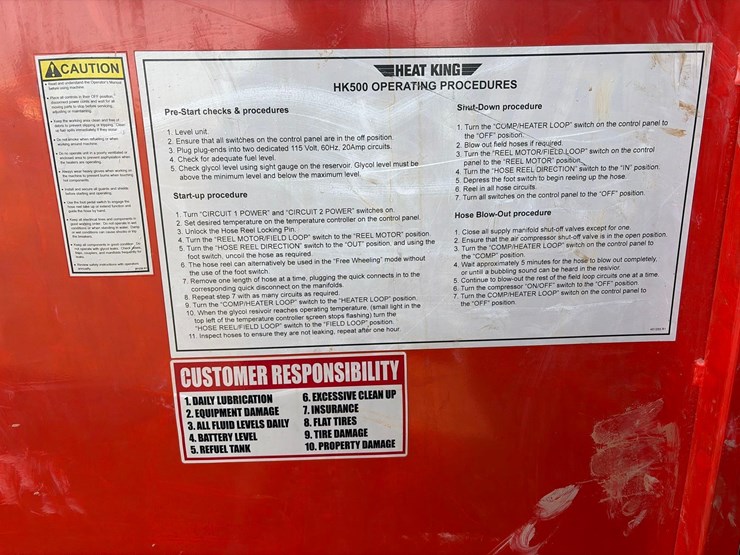 CAUTION
HEAT KING
HK500 OPERATING PROCEDURES
Pre-Start checks & procedures
1. Level unit.
2. Ensure that all switches on the control panel are in the off position.
3. Plug plug-ends into two dedicated 115 Volt, 60Hz, 20Amp circuits.
4. Check for adequate fuel level.
5. Check glycol level using sight gauge on the reservoir. Glycol level must be
above the minimum level and below the maximum level.
Start-up procedure
1. Turn "CIRCUIT 1 POWER" and "CIRCUIT 2 POWER" switches on.
2. Set desired temperature on the temperature controller on the control panel.
3. Unlock the Hose Reel Locking Pin.
4. Turn the "REEL MOTOR/FIELD LOOP" switch to the "REEL MOTOR" position.
5. Turn the "HOSE REEL DIRECTION" switch to the "OUT" position, and using the
foot switch, uncoil the hose as required.
6. The hose reel can alternatively be used in the "Free Wheeling" mode without
the use of the foot switch.
7. Remove one length of hose at a time, plugging the quick connects in to the
corresponding quick disconnect on the manifolds.
8. Repeat step 7 with as many circuits as required.
9. Turn the "COMP/HEATER LOOP" switch to the "HEATER LOOP" position.
10. When the glycol resivoir reaches operating temperature, (small light in the
top left of the temperature controller screen stops flashing) turn the
"HOSE REEL/FIELD LOOP" switch to the "FIELD LOOP" position.
11. Inspect hoses to ensure they are not leaking, repeat after one hour.
Shut-Down procedure
1. Turn the "COMP/HEATER LOOP" switch on the control panel to
the "OFF" position.
2. Blow out field hoses if required.
3. Turn the "REEL MOTOR/FIELD LOOP" switch on the control
panel to the "REEL MOTOR" position.
4. Turn the "HOSE REEL DIRECTION" switch to the "IN" position.
5. Depress the foot switch to begin reeling up the hose.
6. Reel in all hose circuits.
7. Turn all switches on the control panel to the "OFF" position.
Hose Blow-Out procedure
1. Close all supply manifold shut-off valves except for one.
2. Ensure that the air compressor shut-off valve is in the open position.
3. Turn the "COMP/HEATER LOOP" switch on the control panel to
the "COMP" position.
4. Wait approximately 5 minutes for the hose to blow out completely,
or untill a bubbling sound can be heard in the resivoir.
5. Continue to blow-out the rest of the field loop circuits one at a time.
6. Turn the compressor "ON/OFF" switch to the "OFF" position.
7. Turn the COMP/HEATER LOOP" switch on the control panel to
the "OFF" position.
CUSTOMER RESPONSIBILITY
1. DAILY LUBRICATION
2. EQUIPMENT DAMAGE
3. ALL FLUID LEVELS DAILY
4. BATTERY LEVEL
5. REFUEL TANK
6. EXCESSIVE CLEAN UP
7. INSURANCE
8. FLAT TIRES
9. TIRE DAMAGE
10. PROPERTY DAMAGE